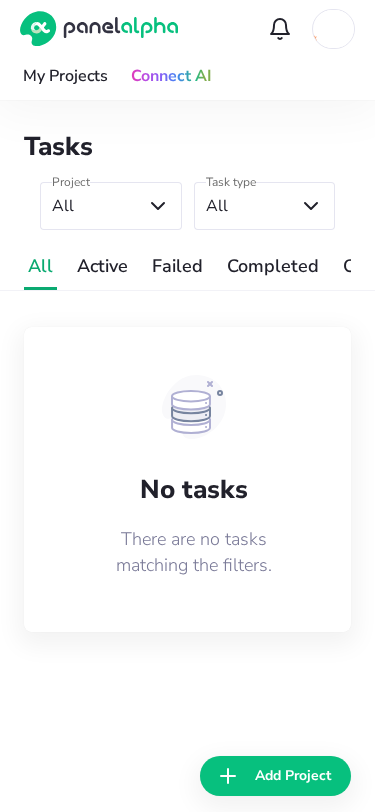 panelalpha
My Projects Connect AI
Tasks
Project Task type
All All
All Active Failed Completed
No tasks
There are no tasks
matching the filters.
Add Project